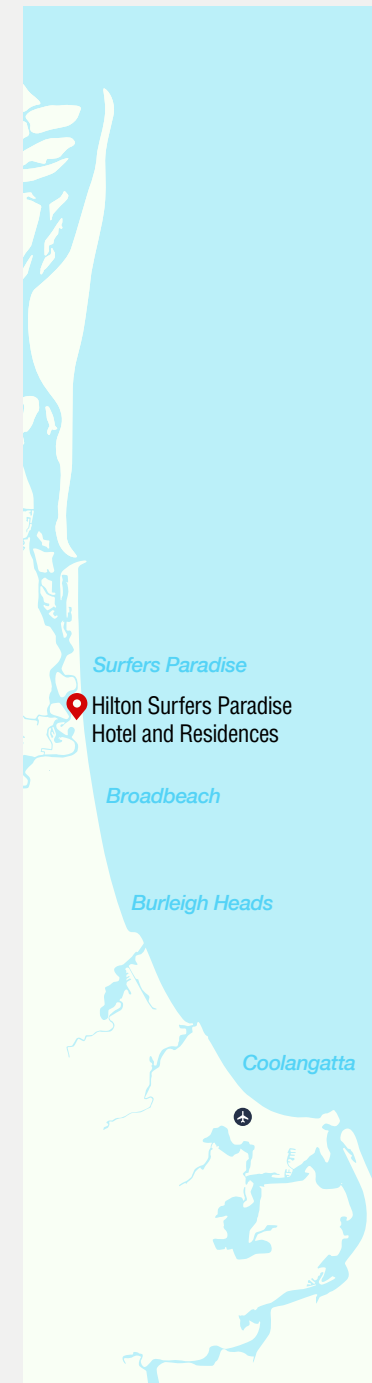 Surfers Paradise
Hilton Surfers Paradise
Hotel and Residences
Broadbeach
Burleigh Heads
Coolangatta